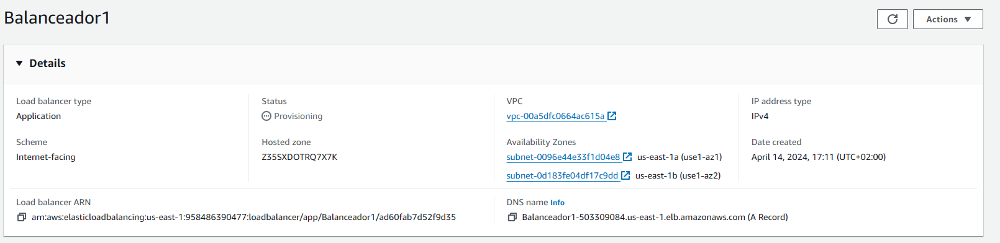 Balanceador1
Actions
Details
Load balancer type
Application
Status
Provisioning
VPC
vpc-00a5dfc0664ac615a
IP address type
IPv4
Scheme
Internet-facing
Hosted zone
Z35SXDOTRQ7X7K
Availability Zones
subnet-0096e44e33f1d04e8 us-east-1a (use1-az1)
subnet-0d183fe04df17c9dd us-east-1b (use1-az2)
Date created
April 14, 2024, 17:11 (UTC+02:00)
Load balancer ARN
arn:aws:elasticloadbalancing:us-east-1:958486390477:loadbalancer/app/Balanceador1/ad60fab7d52f9d35
DNS name Info
Balanceador1-503309084.us-east-1.elb.amazonaws.com (A Record)